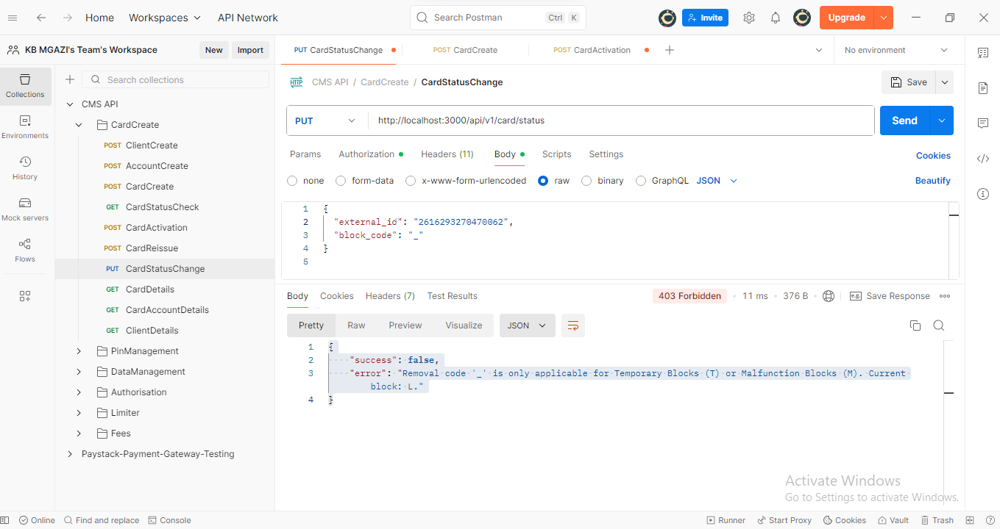 Home Workspaces API Network Search Postman Ctrl K Invite Upgrade
KB MGAZI's Team's Workspace New Import PUT CardStatusChange POST CardCreate POST CardActivation No environment
Collections
Environments
History
Mock servers
Flows
Search collections
CMS API
CardCreate
POST ClientCreate
POST AccountCreate
POST CardCreate
GET CardStatusCheck
POST CardActivation
POST CardReissue
PUT CardStatusChange
GET CardDetails
GET CardAccountDetails
GET ClientDetails
PinManagement
DataManagement
Authorisation
Limiter
Fees
Paystack-Payment-Gateway-Testing
HTTP CMS API / CardCreate / CardStatusChange Save
PUT http://localhost:3000/api/v1/card/status Send
Params Authorization Headers (11) Body Scripts Settings Cookies
none form-data x-www-form-urlencoded raw binary GraphQL JSON Beautify
1 {
2 "external_id": "2616293270470062",
3 "block_code": "_"
4 }
5
Body Cookies Headers (7) Test Results 403 Forbidden • 11 ms • 376 B • e.g. Save Response
Pretty Raw Preview Visualize JSON
1 {
2 "success": false,
3 "error": "Removal code '_' is only applicable for Temporary Blocks (T) or Malfunction Blocks (M). Current
block: L."
4 }
Activate Windows
Go to Settings to activate Windows.
Online Find and replace Console Runner Start Proxy Cookies Vault Trash